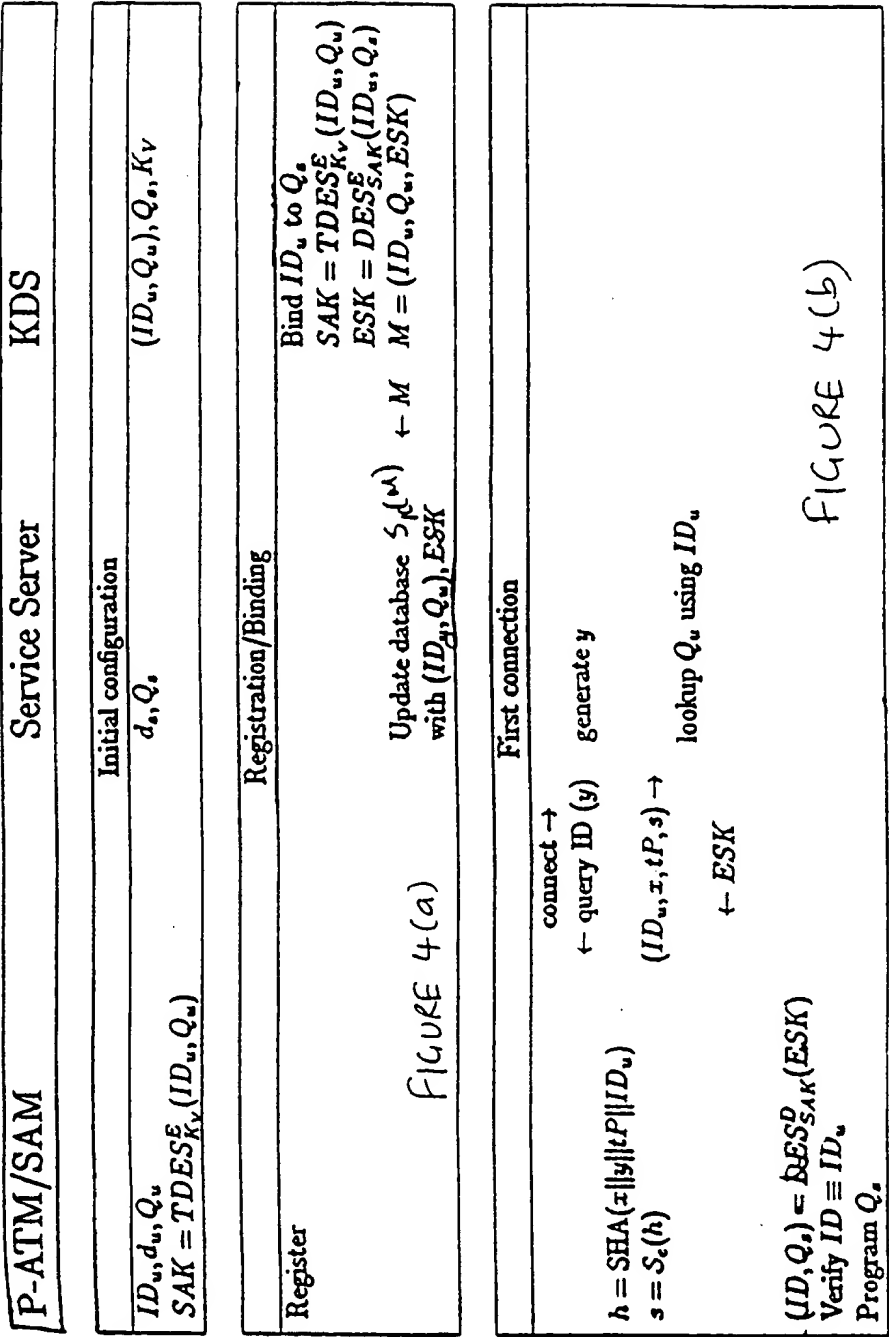 P-ATM/SAM Service Server KDS
Initial configuration
ID_u, d_u, Q_u d_s, Q_s (ID_u, Q_u), Q_s, K_V
SAK = TDES^E_{K_V}(ID_u, Q_u)
Registration/Binding
Register Bind ID_u to Q_s
SAK = TDES^E_{K_V}(ID_u, Q_u)
ESK = DES^E_{SAK}(ID_u, Q_s)
Update database ← M M = (ID_u, Q_u, ESK)
with (ID_u, Q_u), ESK
FIGURE 4(a)
First connection
connect →
← query ID (y) generate y
h = SHA(x||y||tP||ID_u)
s = S_c(h) (ID_u, x, tP, s) →
lookup Q_u using ID_u
← ESK
(ID, Q_s) = DES^D_{SAK}(ESK)
Verify ID ≡ ID_u
Program Q_s
FIGURE 4(b)